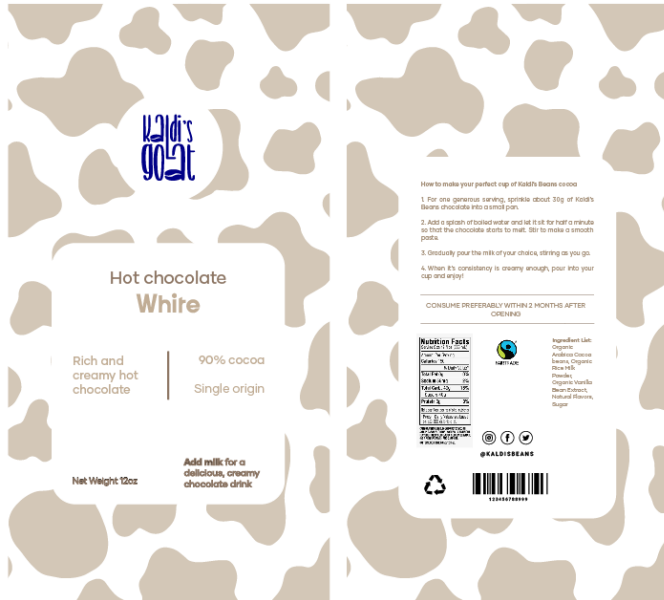 Kaldi's
goat
Hot chocolate
White
Rich and
creamy hot
chocolate
90% cocoa
Single origin
Net Weight 12oz
Add milk for a
delicious, creamy
chocolate drink
How to make your perfect cup of Kaldi's Beans cocoa
1. For one generous serving, sprinkle about 30g of Kaldi's
Beans chocolate into a small pan.
2. Add a splash of boiled water and let it sit for half a minute
so that the chocolate starts to melt. Stir to make a smooth
paste.
3. Gradually pour the milk of your choice, stirring as you go.
4. When it's consistency is creamy enough, pour into your
cup and enjoy!
CONSUME PREFERABLY WITHIN 2 MONTHS AFTER
OPENING
Nutrition Facts
FAIRTRADE
Ingredient List:
Organic
Arabica Cocoa
beans, Organic
Rice Milk
Powder,
Organic Vanilla
Bean Extract,
Natural Flavors,
Sugar
@KALDISBEANS